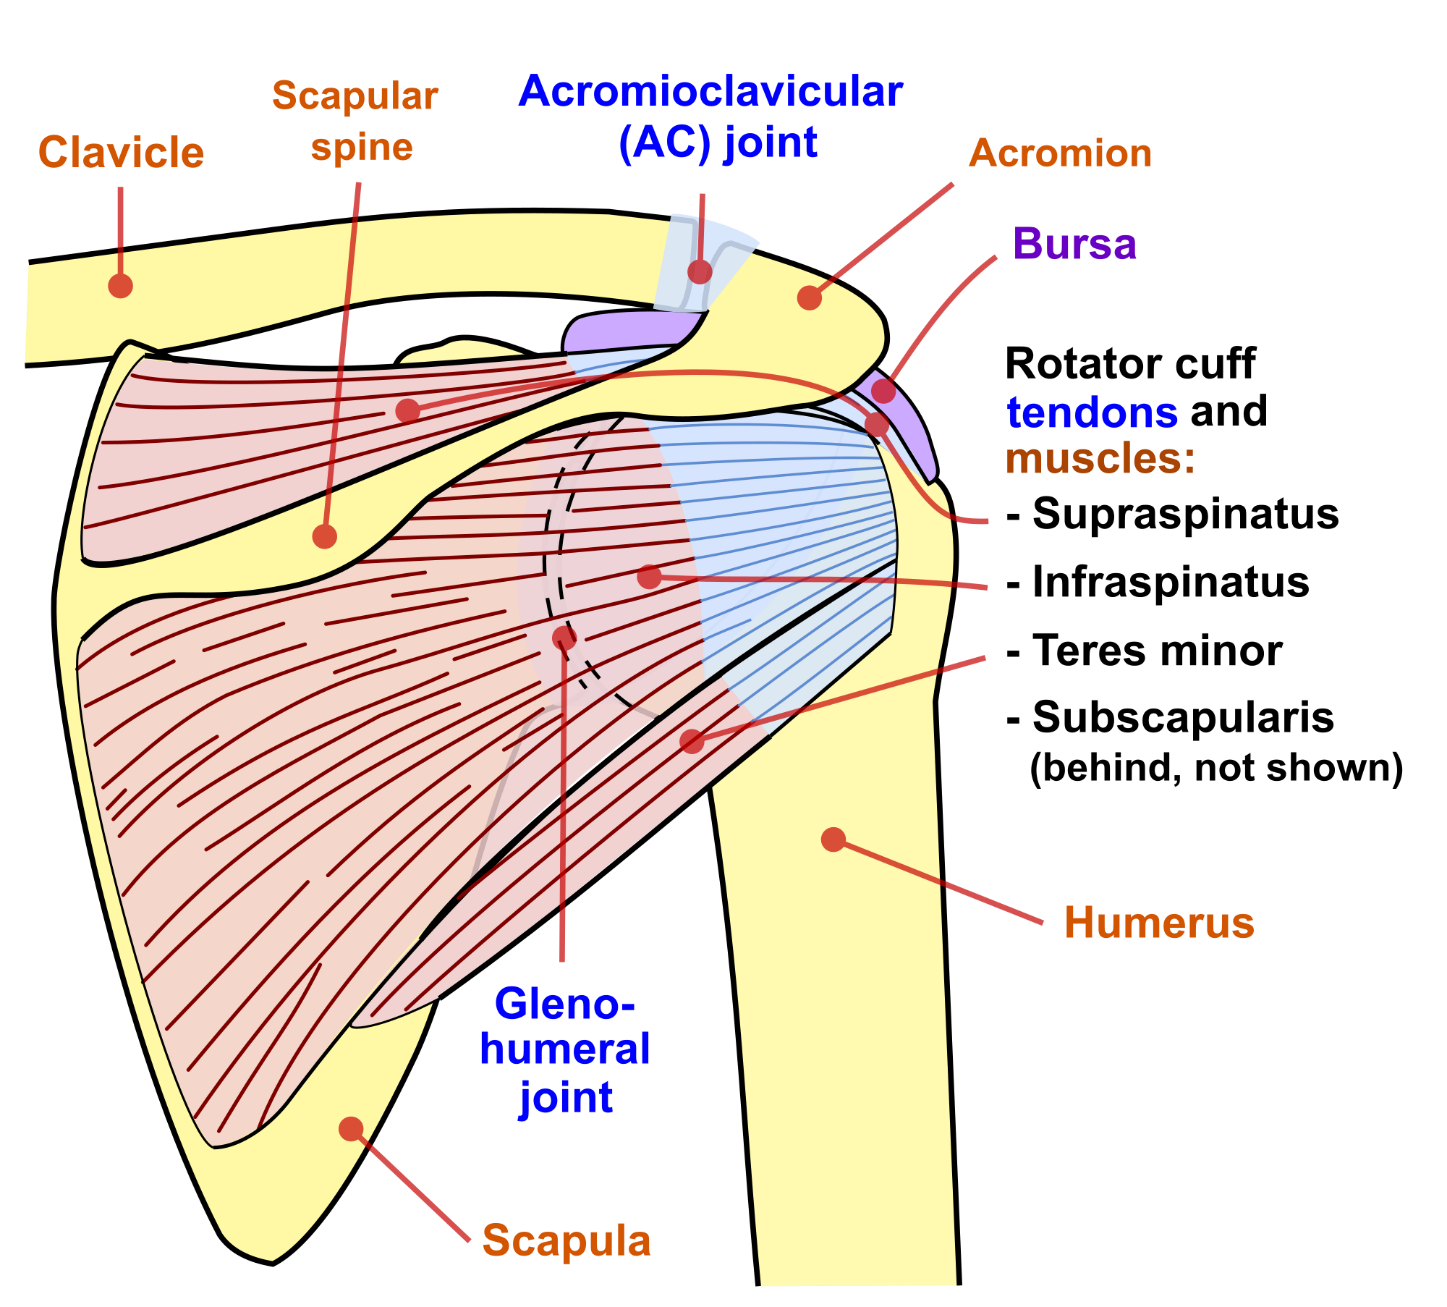 Scapular
spine
Acromioclavicular
(AC) joint
Clavicle
Acromion
Bursa
Rotator cuff
tendons and
muscles:
- Supraspinatus
- Infraspinatus
- Teres minor
- Subscapularis
(behind, not shown)
Humerus
Gleno-
humeral
joint
Scapula